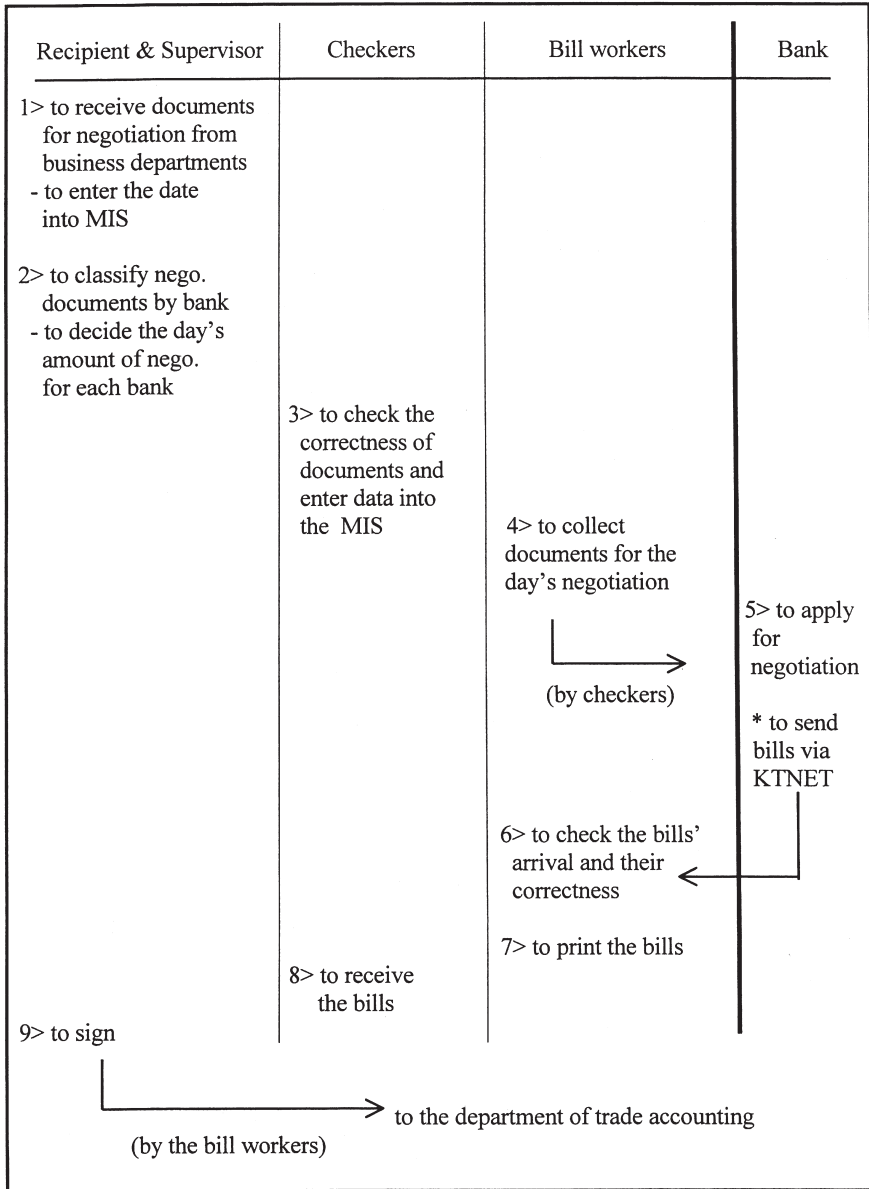 Recipient & Supervisor
Checkers
Bill workers
Bank
1> to receive documents
for negotiation from
business departments
- to enter the date
into MIS
2> to classify nego.
documents by bank
- to decide the day's
amount of nego.
for each bank
3> to check the
correctness of
documents and
enter data into
the MIS
4> to collect
documents for the
day's negotiation
(by checkers)
5> to apply
for
negotiation
* to send
bills via
KTNET
6> to check the bills'
arrival and their
correctness
7> to print the bills
8> to receive
the bills
9> to sign
to the department of trade accounting
(by the bill workers)